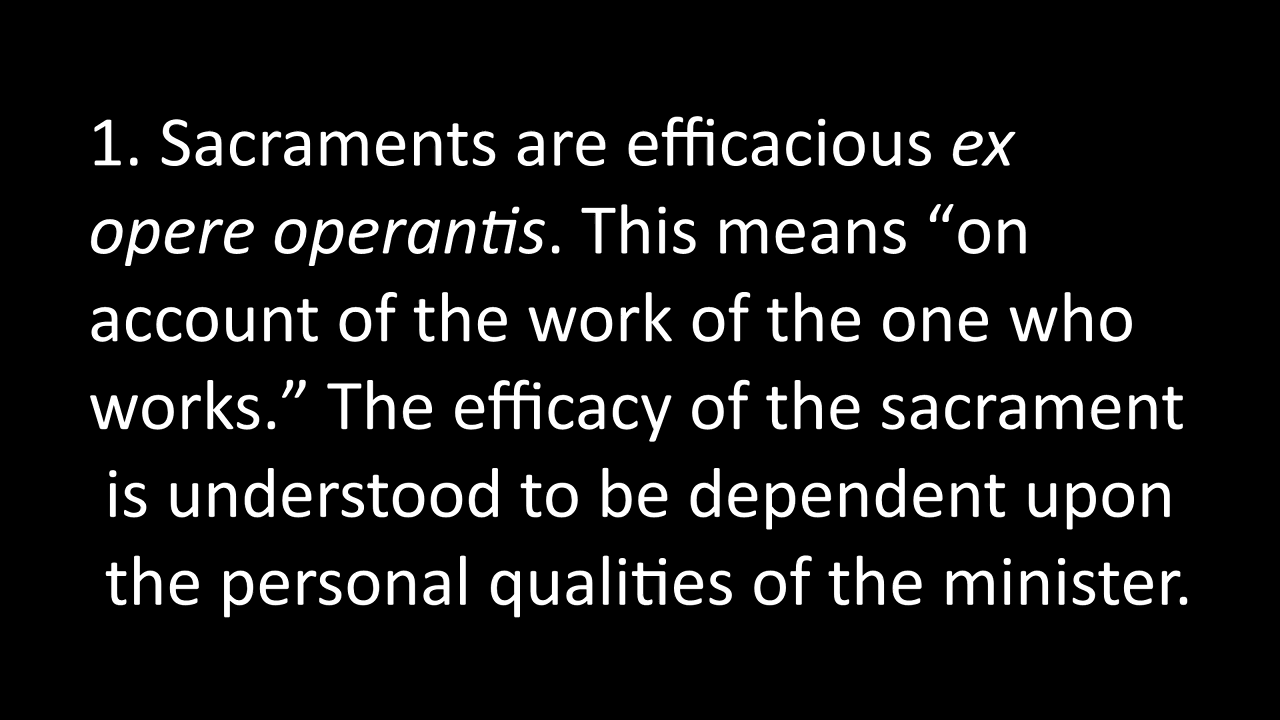 1. Sacraments are efficacious ex
opere operantis. This means “on
account of the work of the one who
works.” The efficacy of the sacrament
is understood to be dependent upon
the personal qualities of the minister.